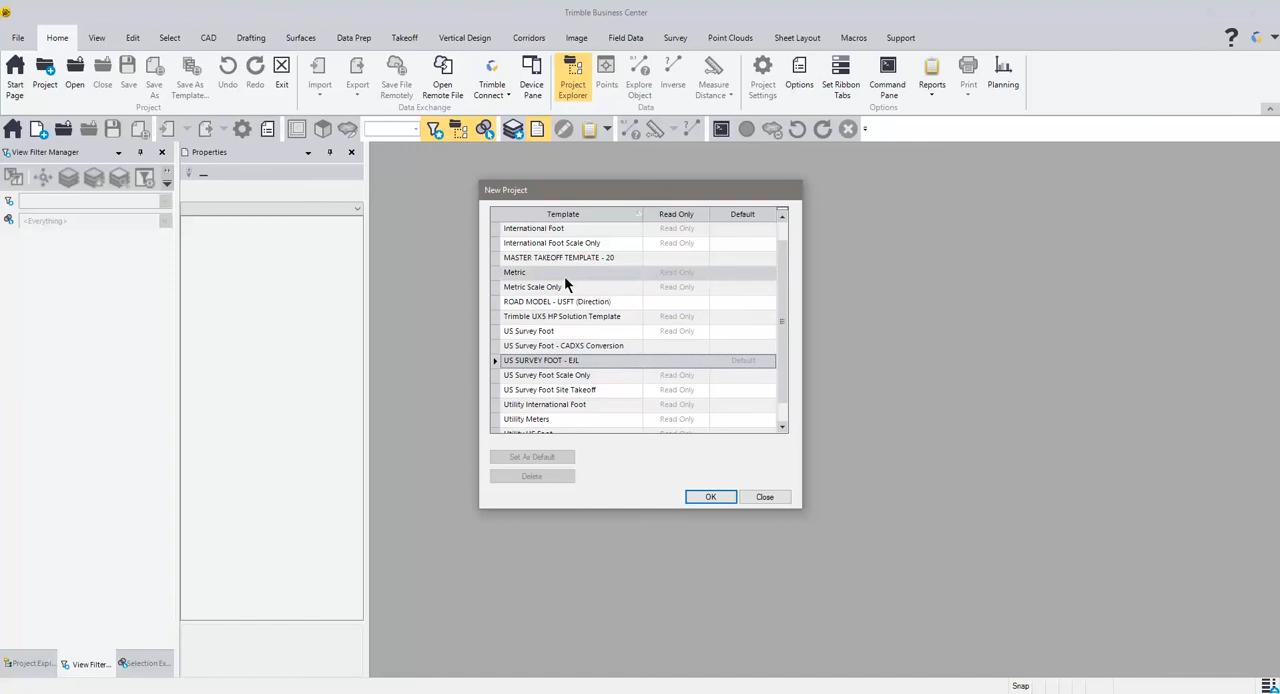 Trimble Business Center
File Home View Edit Select CAD Drafting Surfaces Data Prep Takeoff Vertical Design Corridors Image Field Data Survey Point Clouds Sheet Layout Macros Support
Start Page Project Open Close Save Save As Save As Template... Undo Redo Exit Import Export Save File Remotely Open Remote File Trimble Connect Device Pane Project Explorer Points Explore Object Inverse Measure Distance Project Settings Options Set Ribbon Tabs Command Pane Reports Print Planning
Project Data Exchange Data Options
View Filter Manager Properties
<Everything>
New Project
Template Read Only Default
International Foot Read Only
International Foot Scale Only Read Only
MASTER TAKEOFF TEMPLATE - 20
Metric Read Only
Metric Scale Only Read Only
ROAD MODEL - USFT (Direction)
Trimble UX5 HP Solution Template Read Only
US Survey Foot Read Only
US Survey Foot - CADXS Conversion
US SURVEY FOOT - EJL Default
US Survey Foot Scale Only Read Only
US Survey Foot Site Takeoff Read Only
Utility International Foot Read Only
Utility Meters Read Only
Set As Default
Delete
OK Close
Project Expl... View Filter... Selection Ex...
Snap